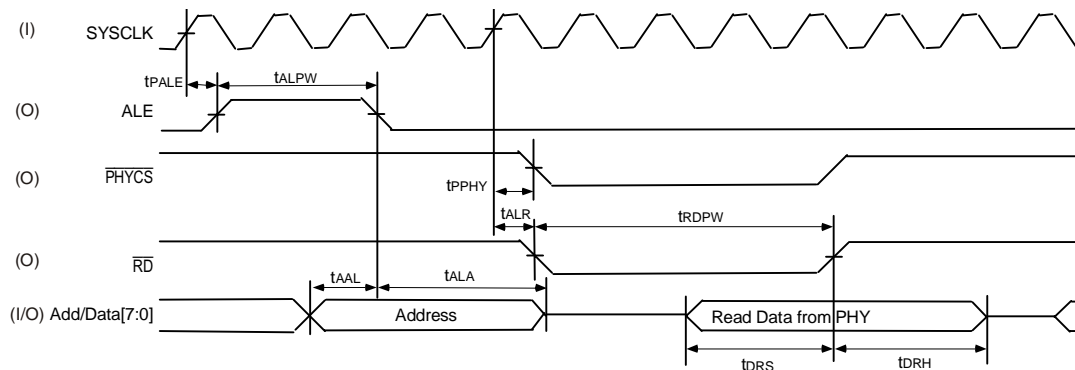 (I) SYSCLK
tPALE tALPW
(O) ALE
(O) PHYCS
tPPHY
tALR tRDPW
(O) RD
tAAL tALA
(I/O) Add/Data[7:0] Address Read Data from PHY
tDRS tDRH